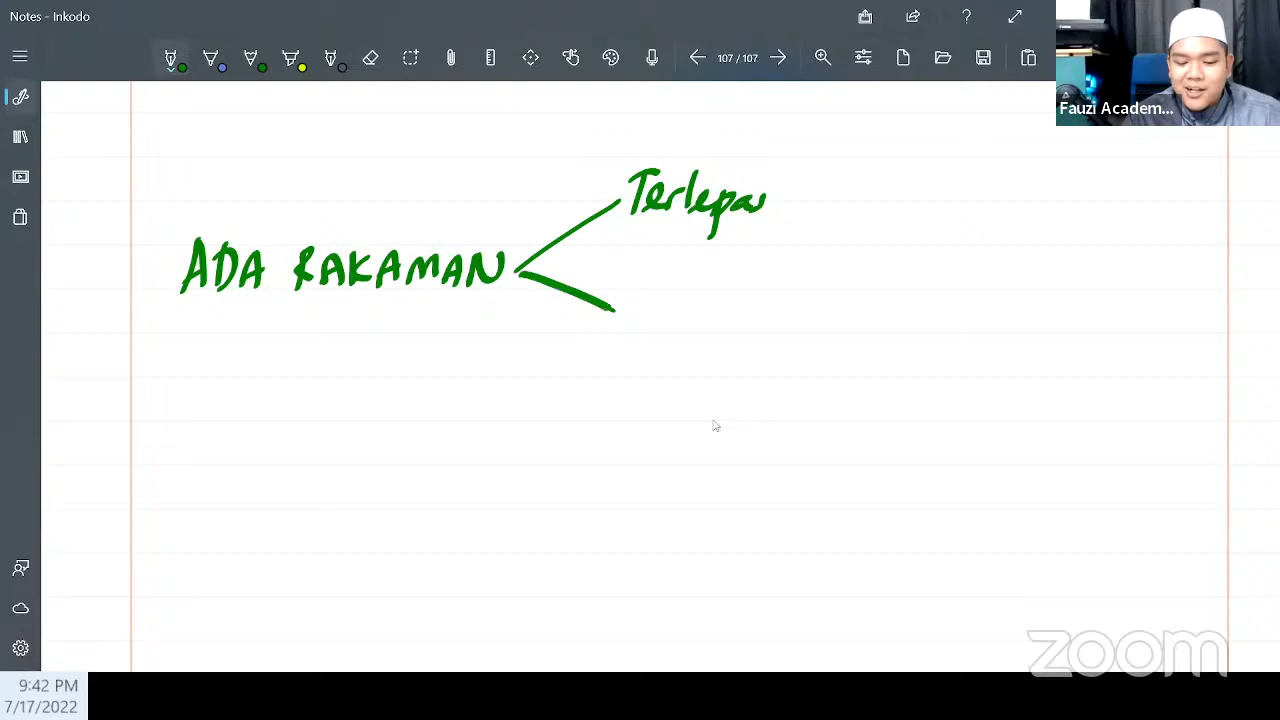 Notes - Inkodo
107 / 107
Fauzi Academ...
Terlepas
ADA RAKAMAN
zoom
9:42 PM
7/17/2022